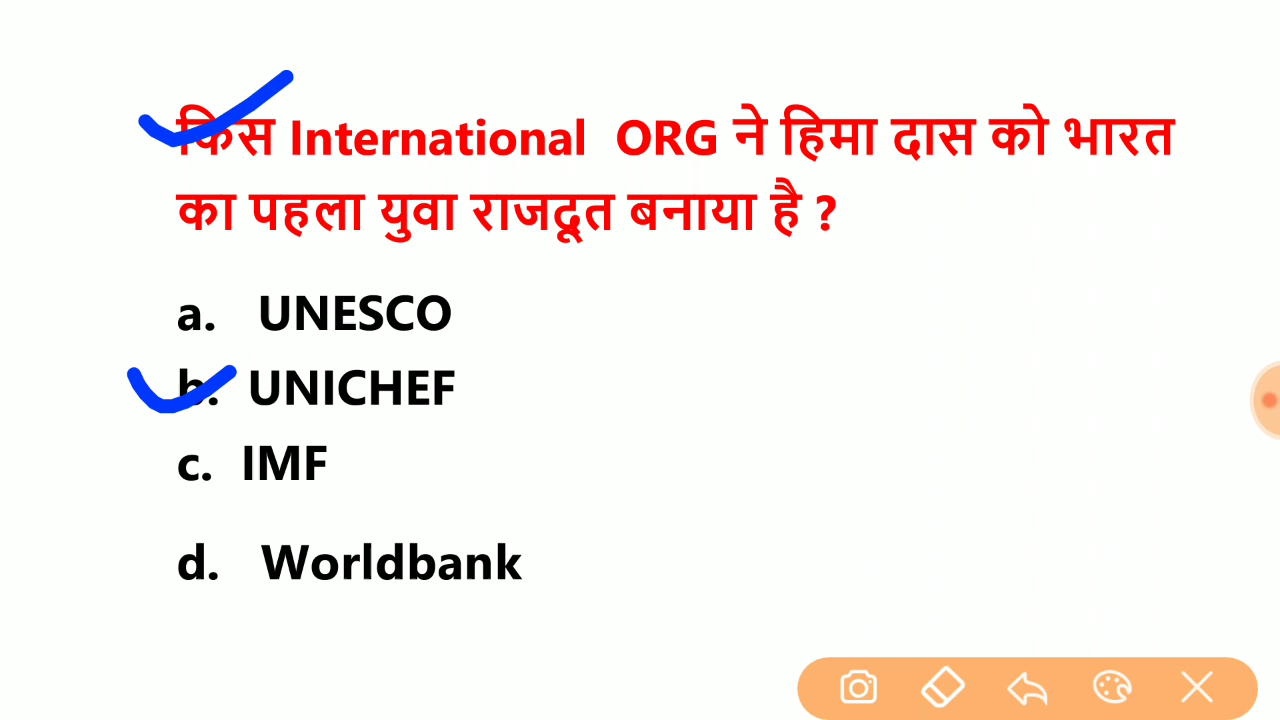 किस International ORG ने हिमा दास को भारत
का पहला युवा राजदूत बनाया है ?
a. UNESCO
b. UNICHEF
c. IMF
d. Worldbank